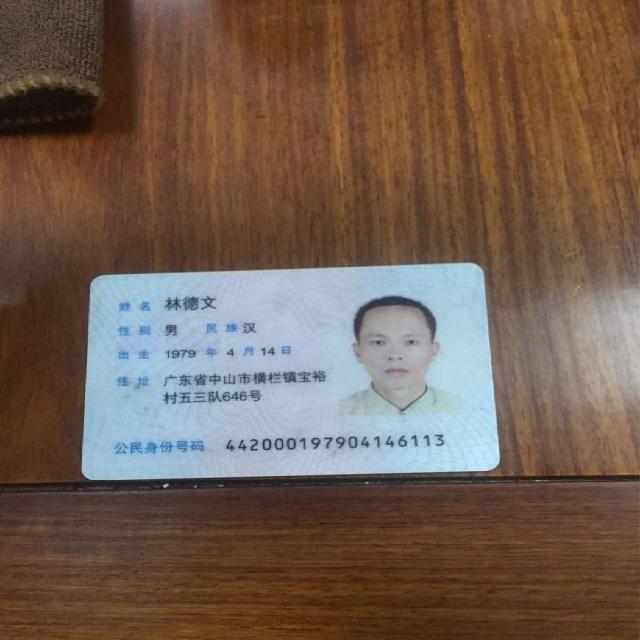 姓名 林德文
性别 男 民族 汉
出生 1979 年 4 月 14 日
住址 广东省中山市横栏镇宝裕
村五三队646号
公民身份号码 442000197904146113